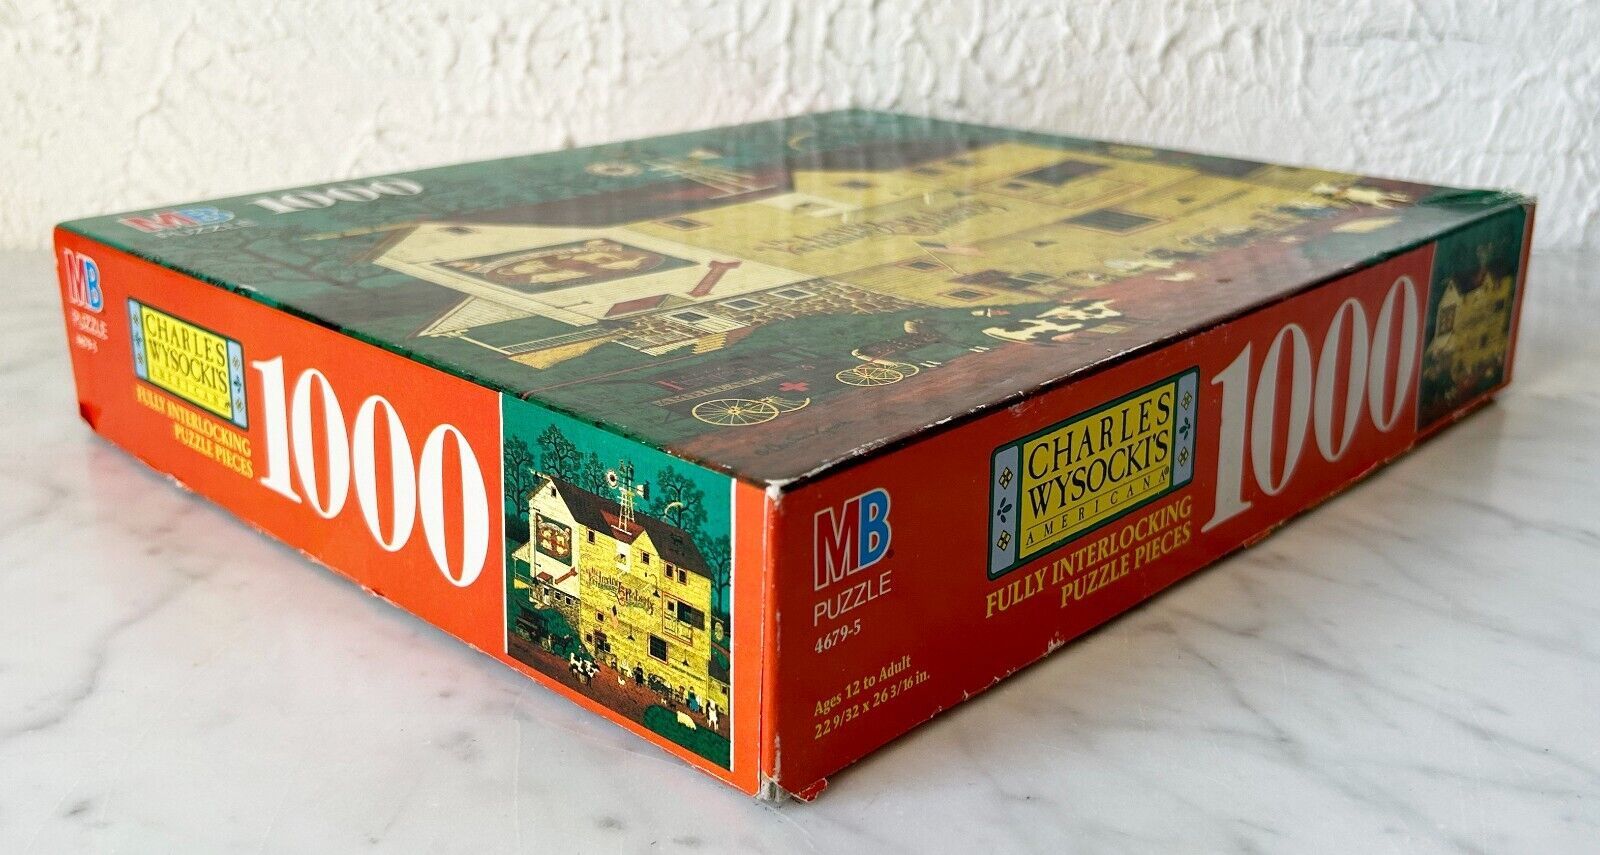 MB
PUZZLE
1000
MB
PUZZLE
4679-5
CHARLES
WYSOCKI'S
AMERICANA
FULLY INTERLOCKING
PUZZLE PIECES
1000
MB
PUZZLE
4679-5
Ages 12 to Adult
22 9/32 x 26 3/16 in.
CHARLES
WYSOCKI'S
AMERICANA®
FULLY INTERLOCKING
PUZZLE PIECES
1000